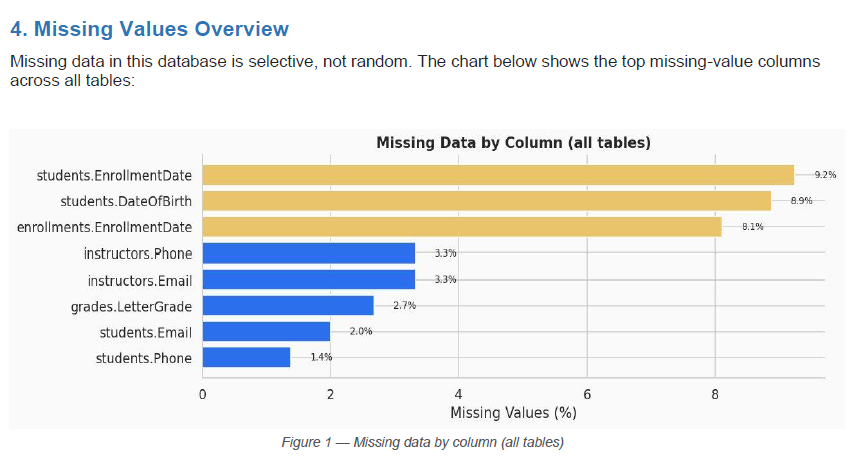 4. Missing Values Overview
Missing data in this database is selective, not random. The chart below shows the top missing-value columns
across all tables:
Missing Data by Column (all tables)
students.EnrollmentDate 9.2%
students.DateOfBirth 8.9%
enrollments.EnrollmentDate 8.1%
instructors.Phone 3.3%
instructors.Email 3.3%
grades.LetterGrade 2.7%
students.Email 2.0%
students.Phone 1.4%
0 2 4 6 8
Missing Values (%)
Figure 1 — Missing data by column (all tables)